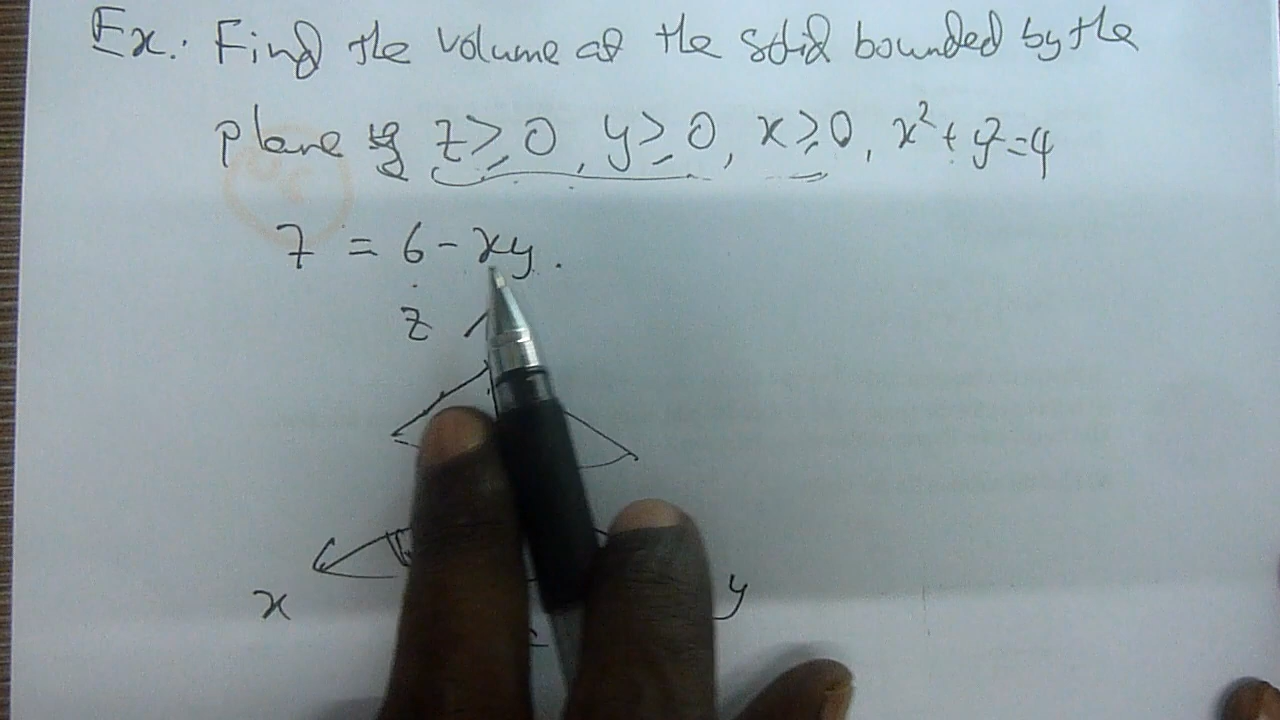 Ex. Find the volume of the solid bounded by the
plane z ≥ 0, y ≥ 0, x ≥ 0, x² + y² = 4
z = 6 - xy.
z
x
y